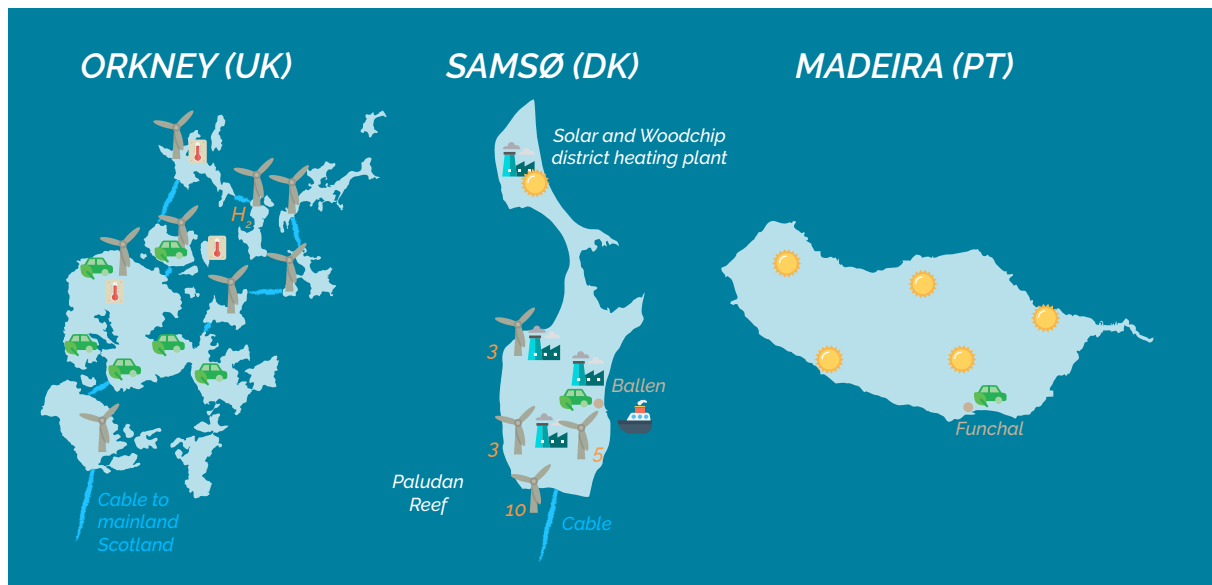 ORKNEY (UK)
SAMSØ (DK)
MADEIRA (PT)
Solar and Woodchip
district heating plant
H₂
3
Ballen
3
5
Paludan
Reef
10
Cable
Cable to
mainland
Scotland
Funchal